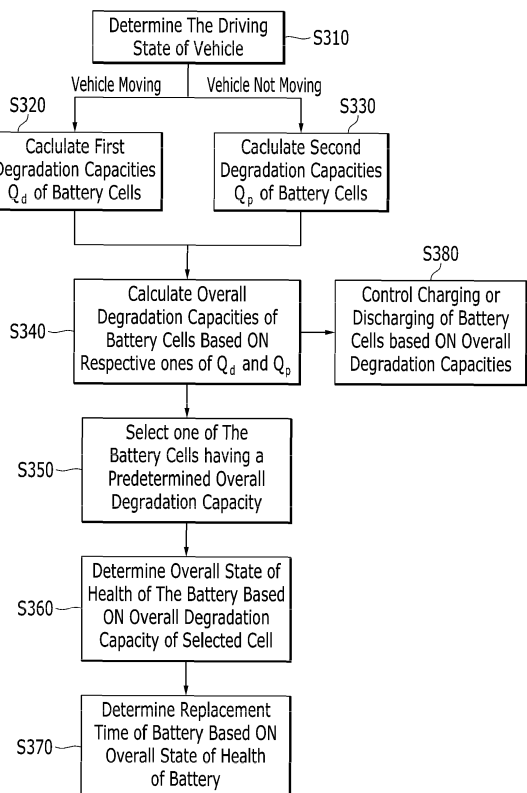 Determine The Driving
State of Vehicle
S310
Vehicle Moving
Vehicle Not Moving
S320
S330
Caclulate First
Degradation Capacities
Qd of Battery Cells
Caclulate Second
Degradation Capacities
Qp of Battery Cells
S380
S340
Calculate Overall
Degradation Capacities of
Battery Cells Based ON
Respective ones of Qd and Qp
Control Charging or
Discharging of Battery
Cells based ON Overall
Degradation Capacities
S350
Select one of The
Battery Cells having a
Predetermined Overall
Degradation Capacity
S360
Determine Overall State of
Health of The Battery Based
ON Overall Degradation
Capacity of Selected Cell
S370
Determine Replacement
Time of Battery Based ON
Overall State of Health
of Battery